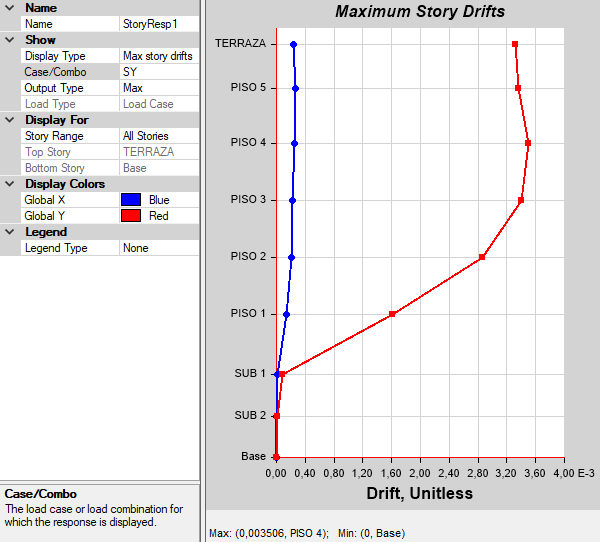 Name
Name StoryResp1
Show
Display Type Max story drifts
Case/Combo SY
Output Type Max
Load Type Load Case
Display For
Story Range All Stories
Top Story TERRAZA
Bottom Story Base
Display Colors
Global X Blue
Global Y Red
Legend
Legend Type None
Case/Combo
The load case or load combination for
which the response is displayed.
Maximum Story Drifts
TERRAZA
PISO 5
PISO 4
PISO 3
PISO 2
PISO 1
SUB 1
SUB 2
Base
0,00 0,40 0,80 1,20 1,60 2,00 2,40 2,80 3,20 3,60 4,00 E-3
Drift, Unitless
Max: (0,003506, PISO 4); Min: (0, Base)